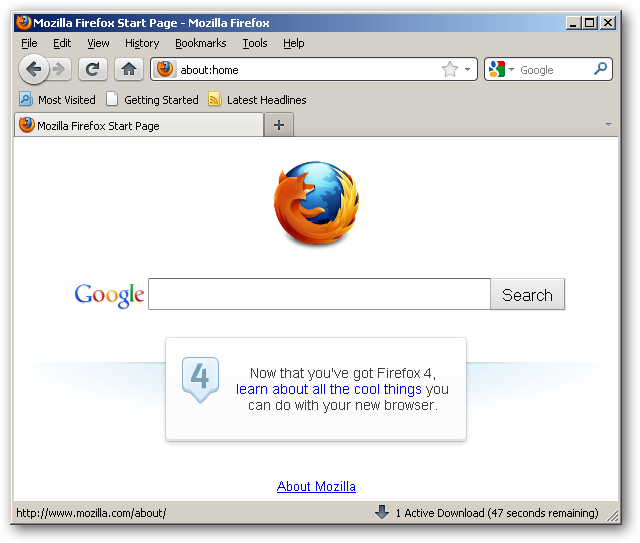 Mozilla Firefox Start Page - Mozilla Firefox
File Edit View History Bookmarks Tools Help
about:home Google
Most Visited Getting Started Latest Headlines
Mozilla Firefox Start Page
Google Search
4
Now that you've got Firefox 4,
learn about all the cool things you
can do with your new browser.
About Mozilla
http://www.mozilla.com/about/ 1 Active Download (47 seconds remaining)